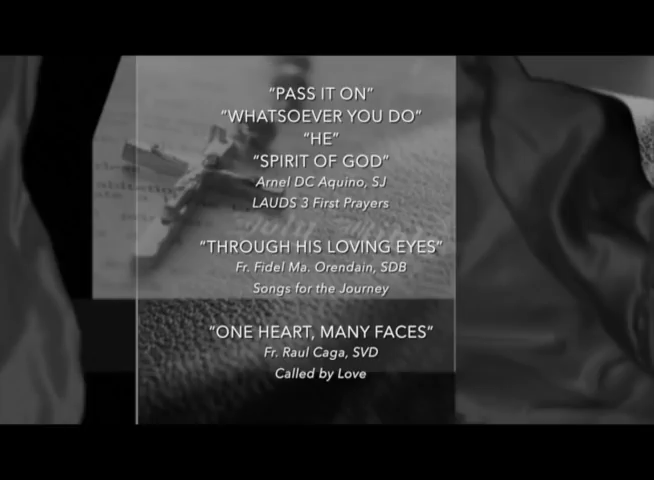 "PASS IT ON"
"WHATSOEVER YOU DO"
"HE"
"SPIRIT OF GOD"
Arnel DC Aquino, SJ
LAUDS 3 First Prayers
"THROUGH HIS LOVING EYES"
Fr. Fidel Ma. Orendain, SDB
Songs for the Journey
"ONE HEART, MANY FACES"
Fr. Raul Caga, SVD
Called by Love